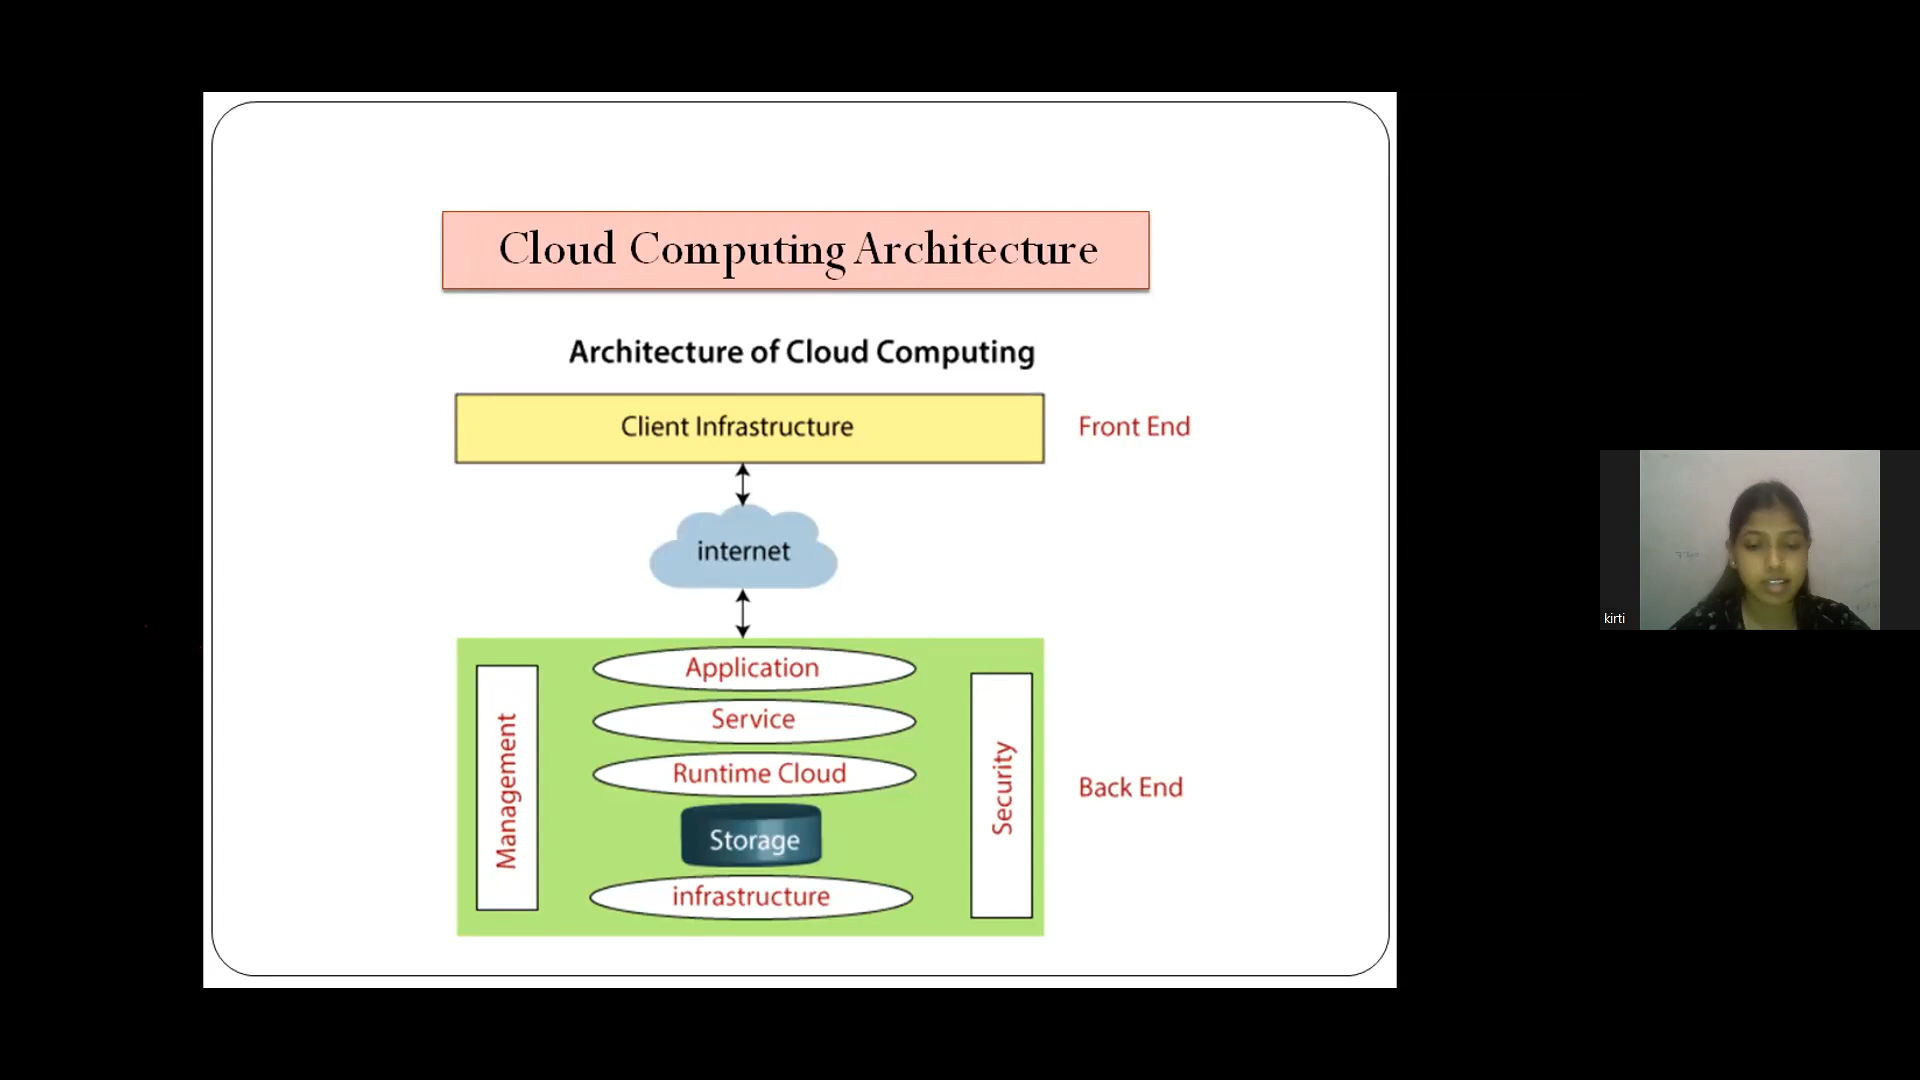 Cloud Computing Architecture
Architecture of Cloud Computing
Client Infrastructure
Front End
internet
Application
Service
Runtime Cloud
Storage
infrastructure
Management
Security
Back End
kirti